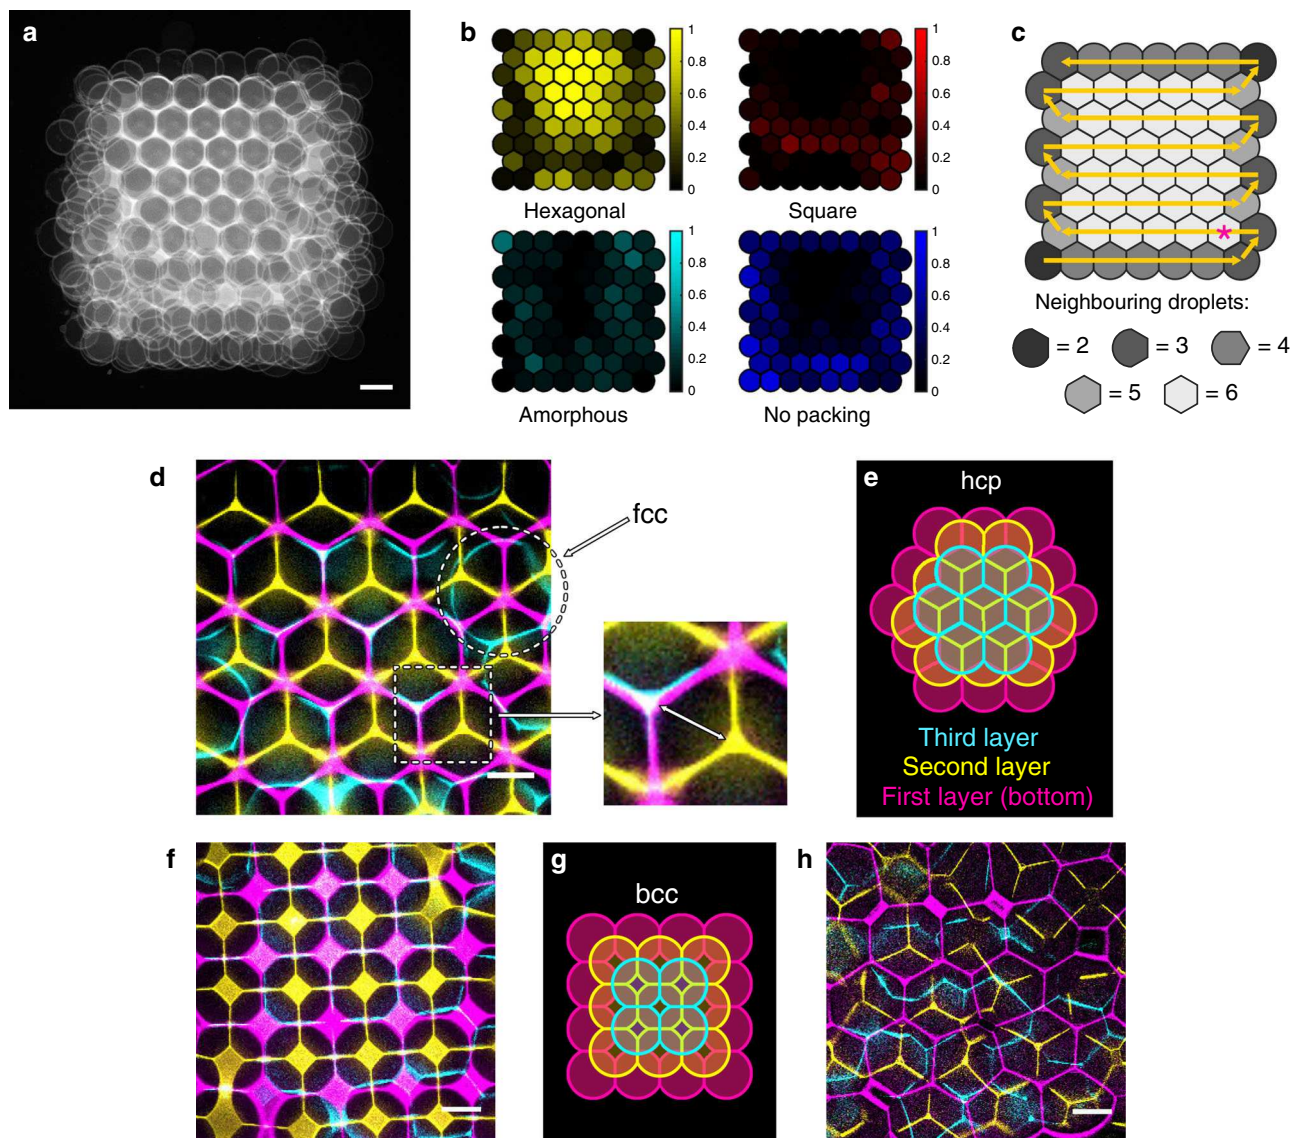 a
b
1
0.8
0.6
0.4
0.2
0
Hexagonal
1
0.8
0.6
0.4
0.2
0
Square
1
0.8
0.6
0.4
0.2
0
Amorphous
1
0.8
0.6
0.4
0.2
0
No packing
c
*
Neighbouring droplets:
= 2 = 3 = 4
= 5 = 6
d
fcc
e
hcp
Third layer
Second layer
First layer (bottom)
f
g
bcc
h